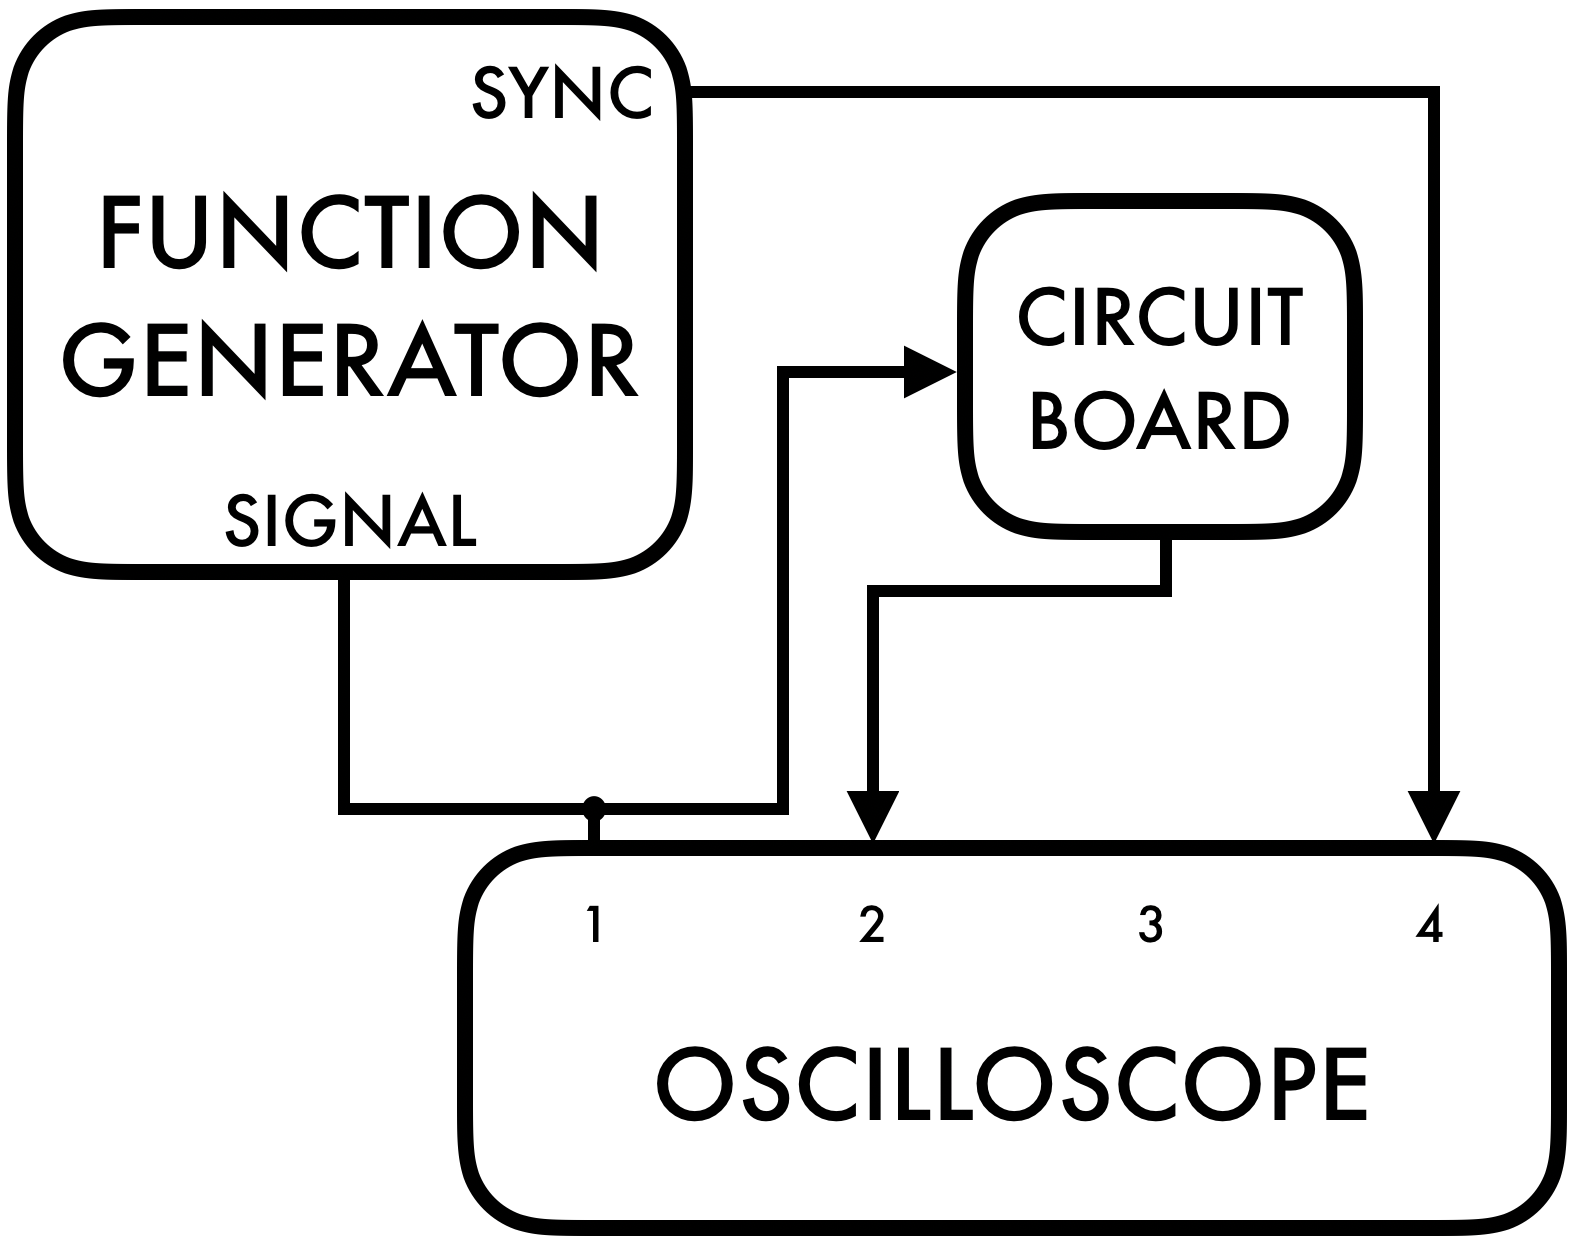 SYNC
FUNCTION
GENERATOR
SIGNAL
CIRCUIT
BOARD
1 2 3 4
OSCILLOSCOPE